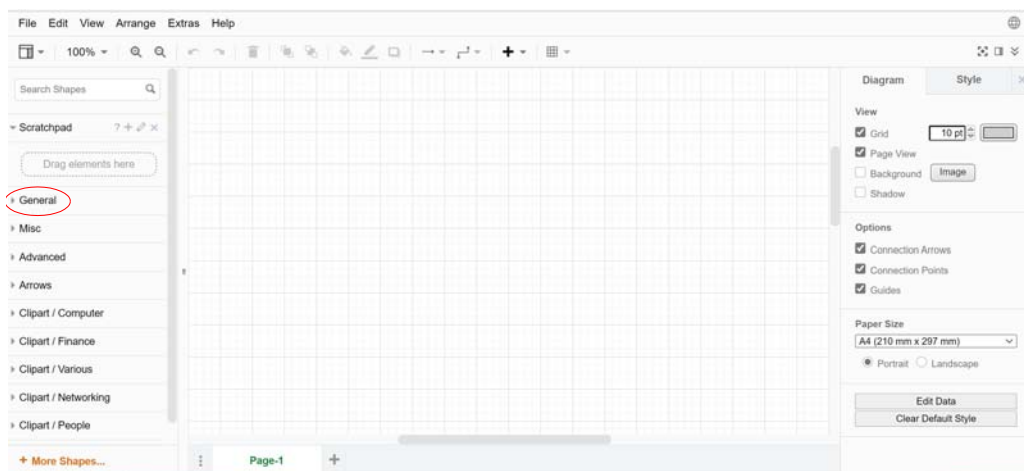 File Edit View Arrange Extras Help
100%
Search Shapes
Scratchpad ? + ×
Drag elements here
General
Misc
Advanced
Arrows
Clipart / Computer
Clipart / Finance
Clipart / Various
Clipart / Networking
Clipart / People
+ More Shapes...
Page-1 +
Diagram Style
View
Grid 10 pt
Page View
Background Image
Shadow
Options
Connection Arrows
Connection Points
Guides
Paper Size
A4 (210 mm x 297 mm)
Portrait Landscape
Edit Data
Clear Default Style